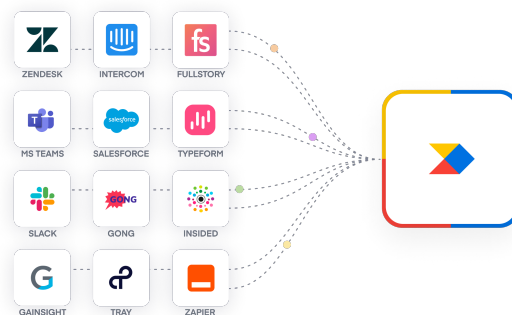 fs
ZENDESK INTERCOM FULLSTORY
T salesforce
MS TEAMS SALESFORCE TYPEFORM
GONG
SLACK GONG INSIDED
G
GAINSIGHT TRAY ZAPIER